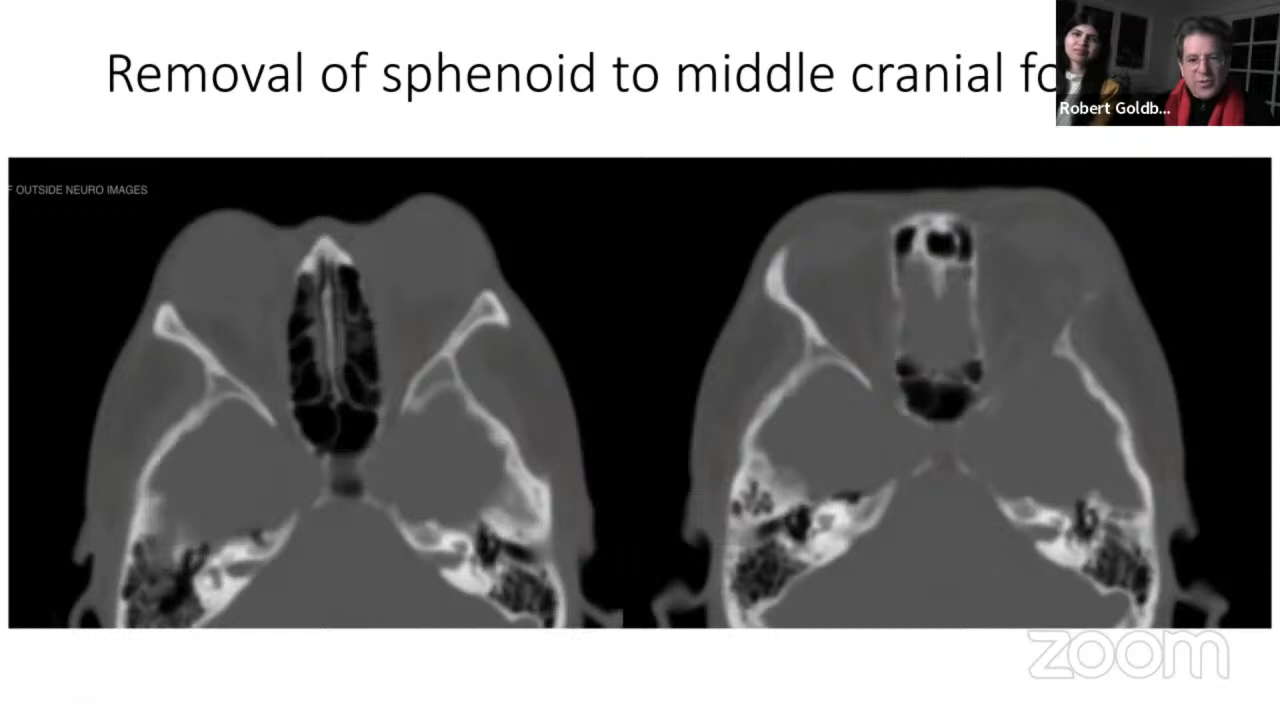 Removal of sphenoid to middle cranial fo
Robert Goldb...
F OUTSIDE NEURO IMAGES
zoom